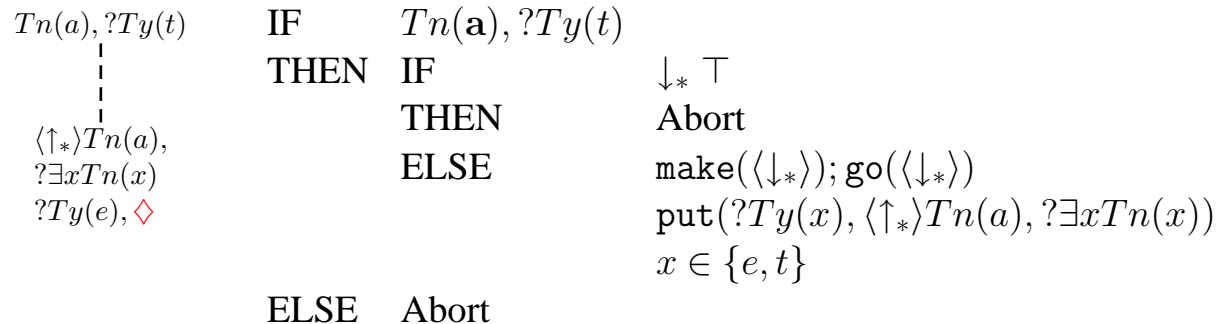 Tn(a), ?Ty(t)
⟨↑∗⟩Tn(a),
?∃xTn(x)
?Ty(e), ♢
IF Tn(a), ?Ty(t)
THEN IF ↓∗ ⊤
THEN Abort
ELSE make(⟨↓∗⟩); go(⟨↓∗⟩)
put(?Ty(x), ⟨↑∗⟩Tn(a), ?∃xTn(x))
x ∈ {e, t}
ELSE Abort